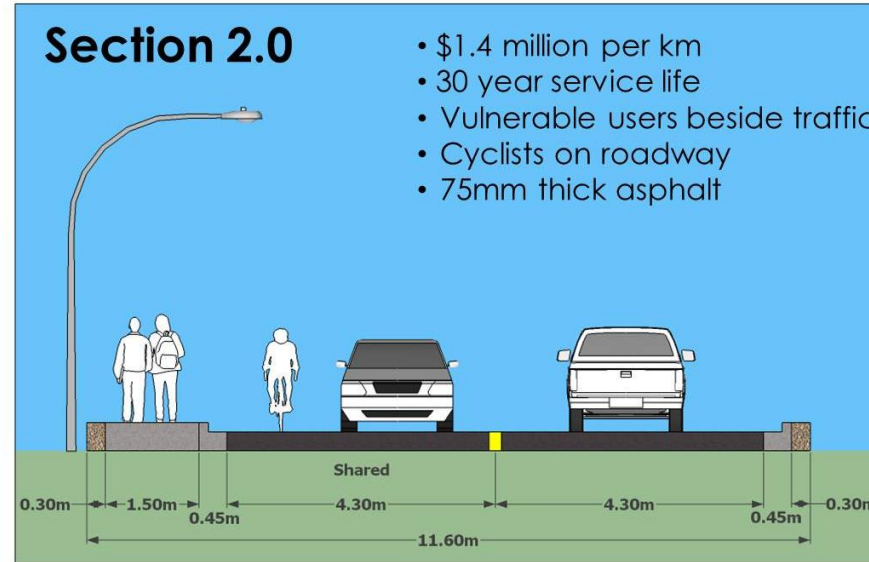 Section 2.0
• $1.4 million per km
• 30 year service life
• Vulnerable users beside traffic
• Cyclists on roadway
• 75mm thick asphalt
Shared
0.30m 1.50m 0.45m 4.30m 4.30m 0.45m 0.30m
11.60m